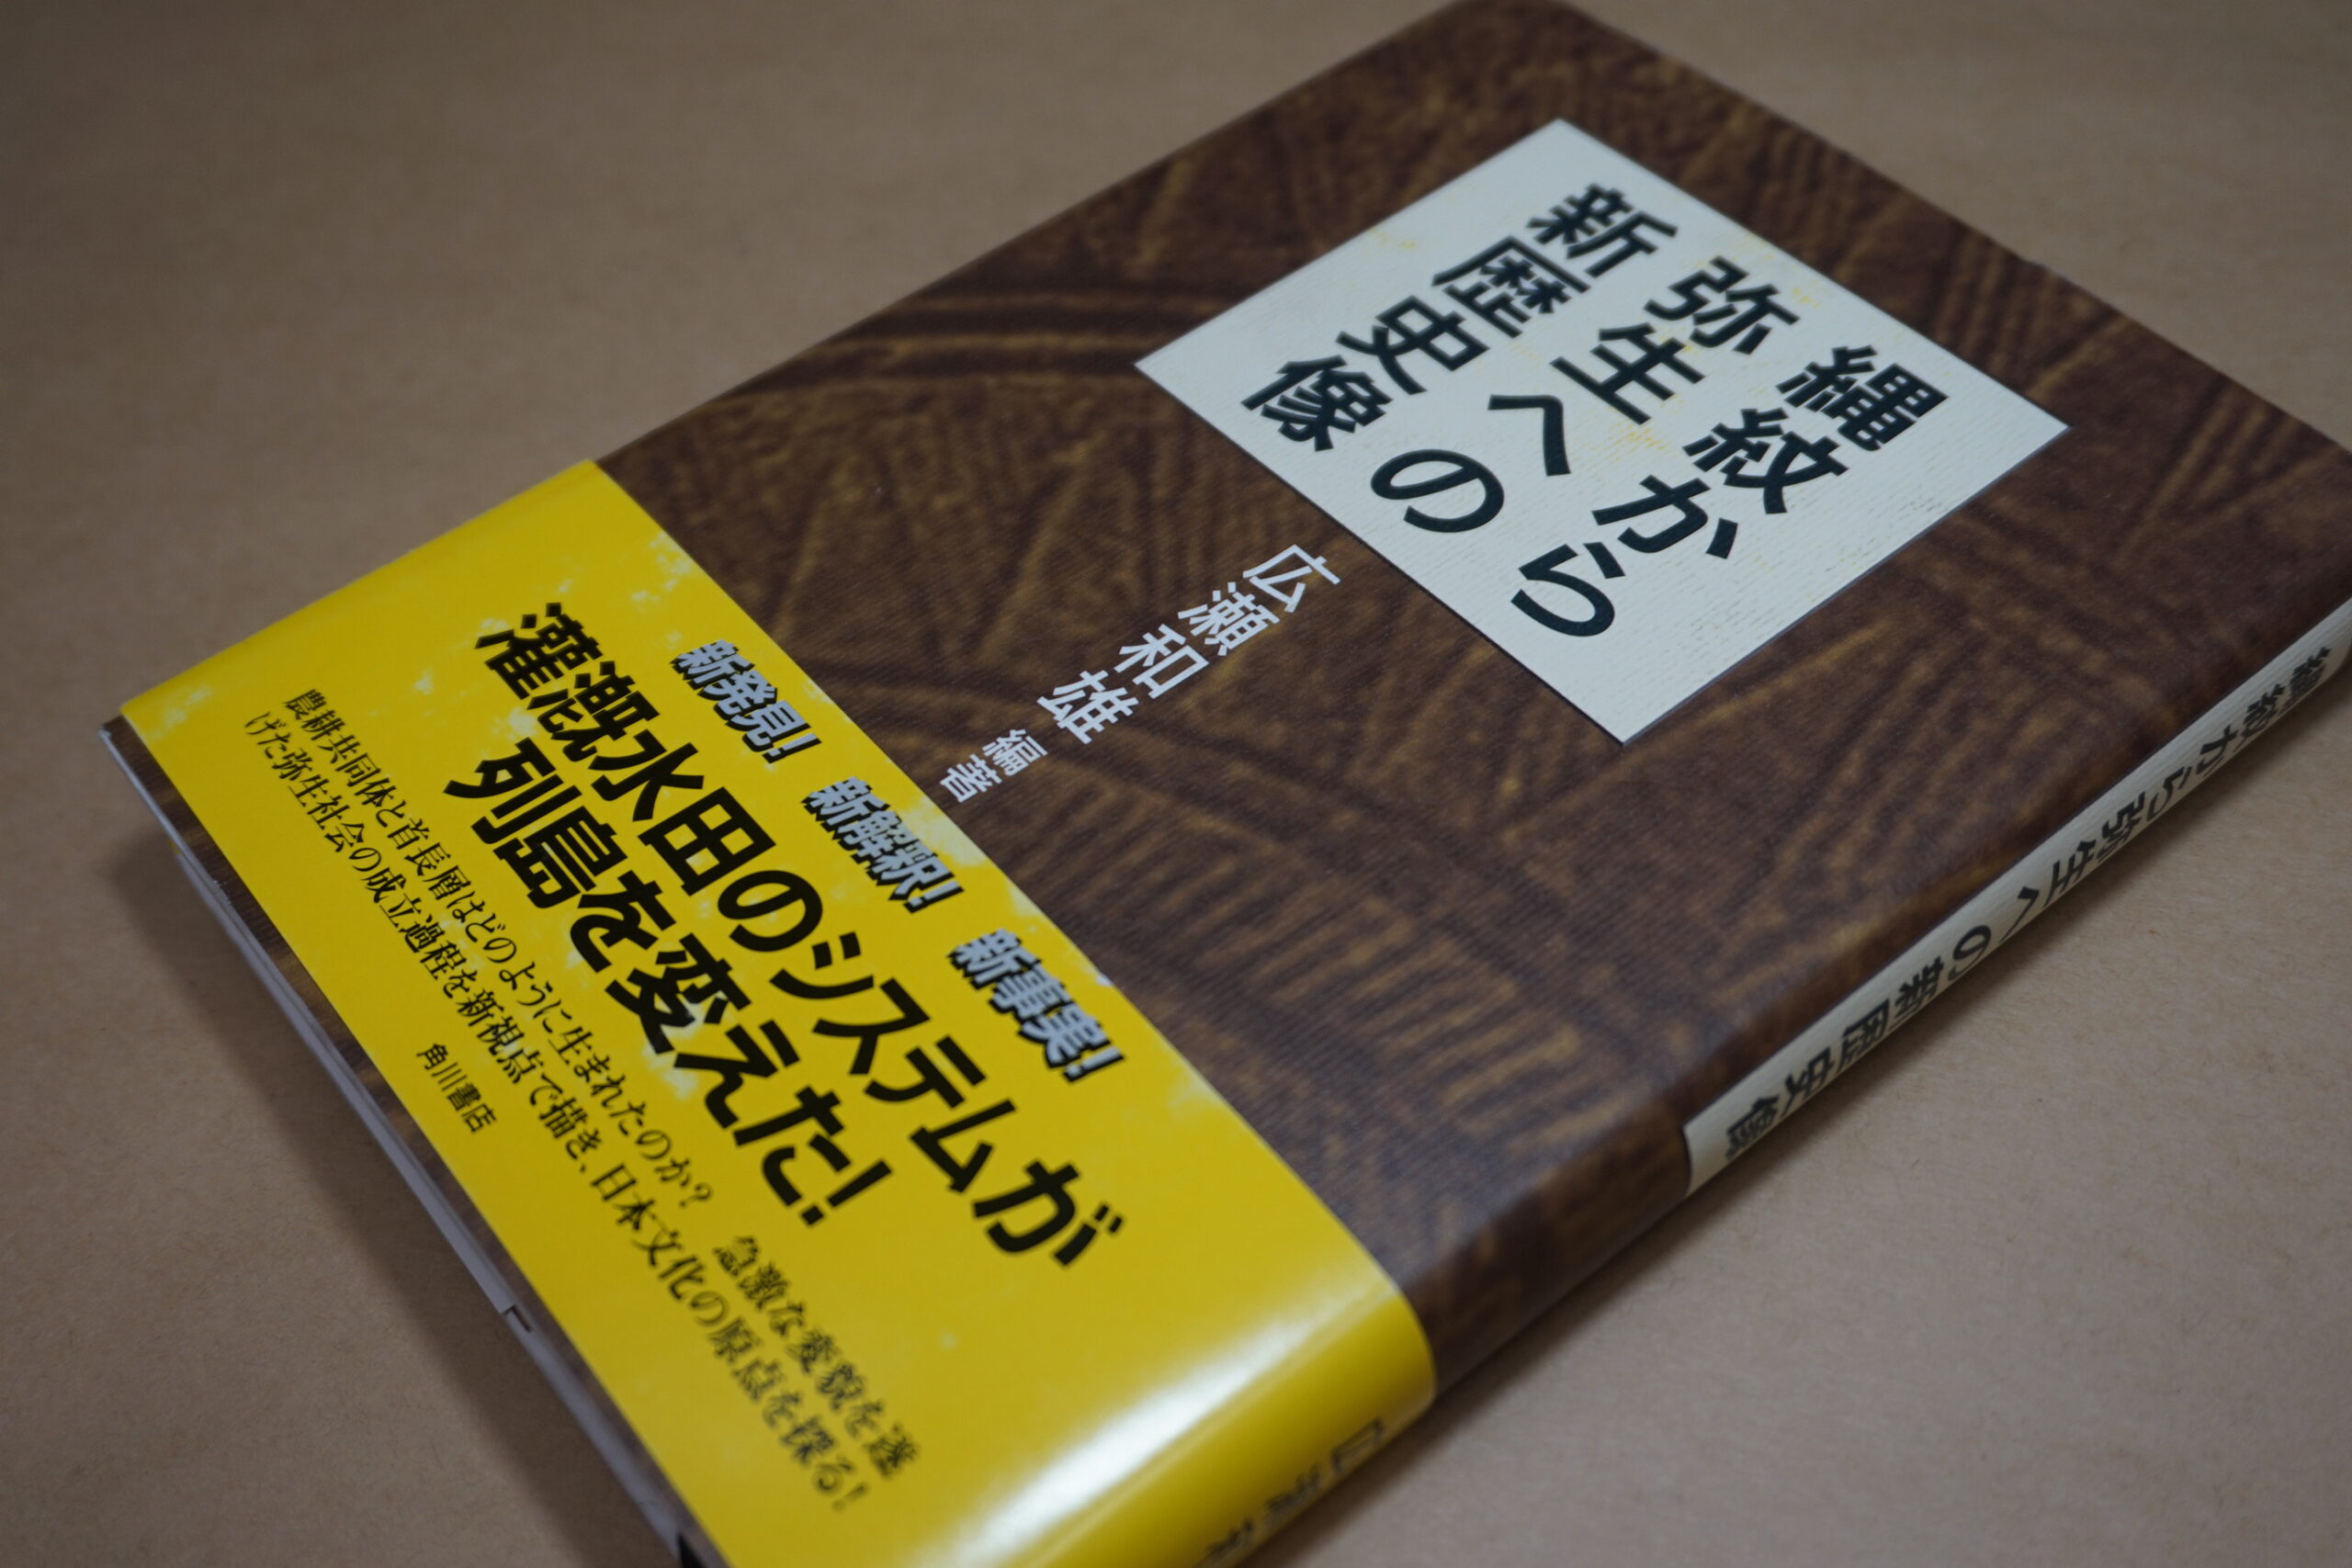 縄紋から
弥生への
新歴史像
広瀬和雄 編著
新発見! 新解釈! 新事実!
灌漑水田のシステムが
列島を変えた!
農耕共同体と首長層はどのように生まれたのか? 急激な変貌を遂
げた弥生社会の成立過程を新視点で描き、日本文化の原点を探る!
角川書店
縄紋から弥生への新歴史像
広瀬和